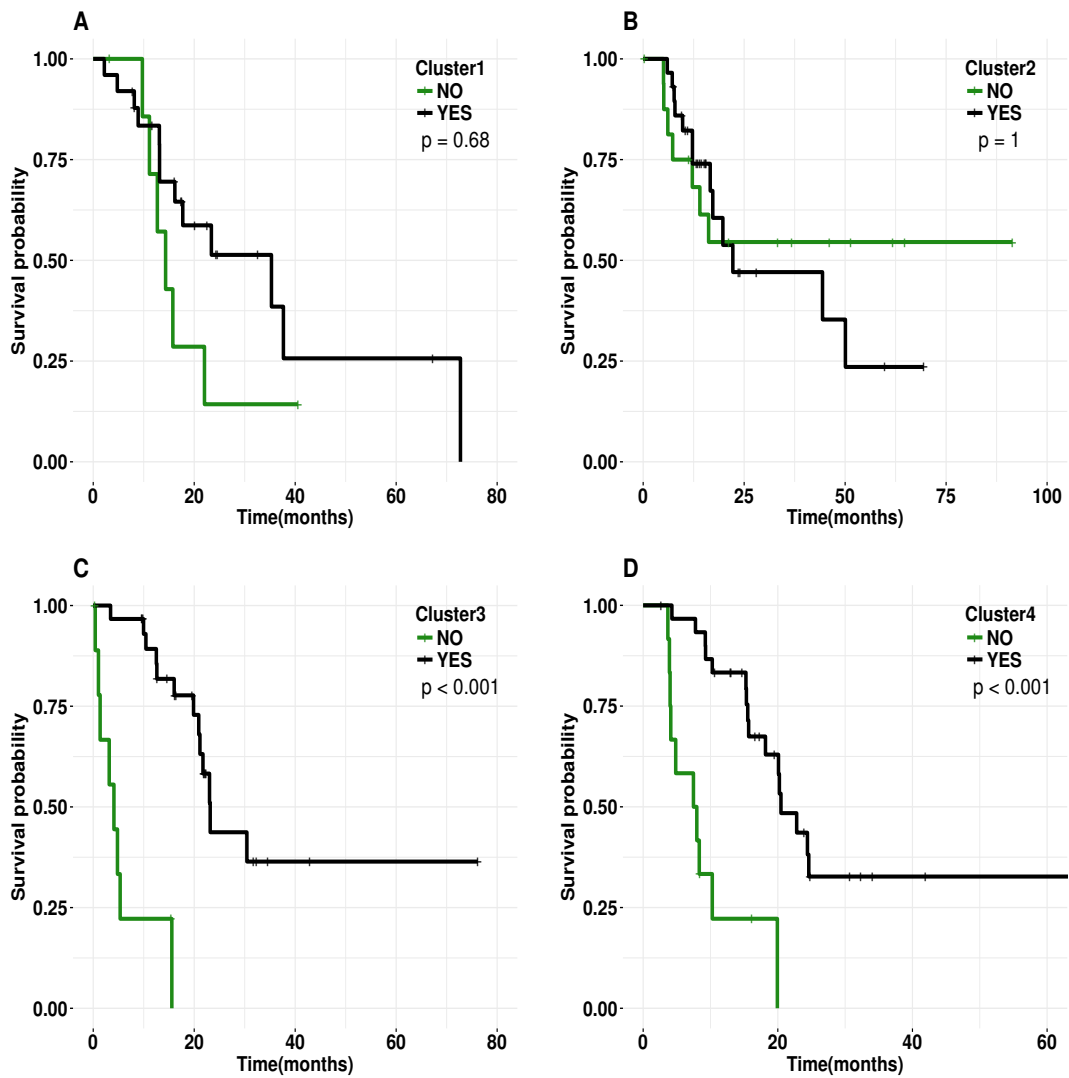 A
Survival probability
1.00
0.75
0.50
0.25
0.00
Cluster1
NO
YES
p = 0.68
0 20 40 60 80
Time(months)
B
Survival probability
1.00
0.75
0.50
0.25
0.00
Cluster2
NO
YES
p = 1
0 25 50 75 100
Time(months)
C
Survival probability
1.00
0.75
0.50
0.25
0.00
Cluster3
NO
YES
p < 0.001
0 20 40 60 80
Time(months)
D
Survival probability
1.00
0.75
0.50
0.25
0.00
Cluster4
NO
YES
p < 0.001
0 20 40 60
Time(months)